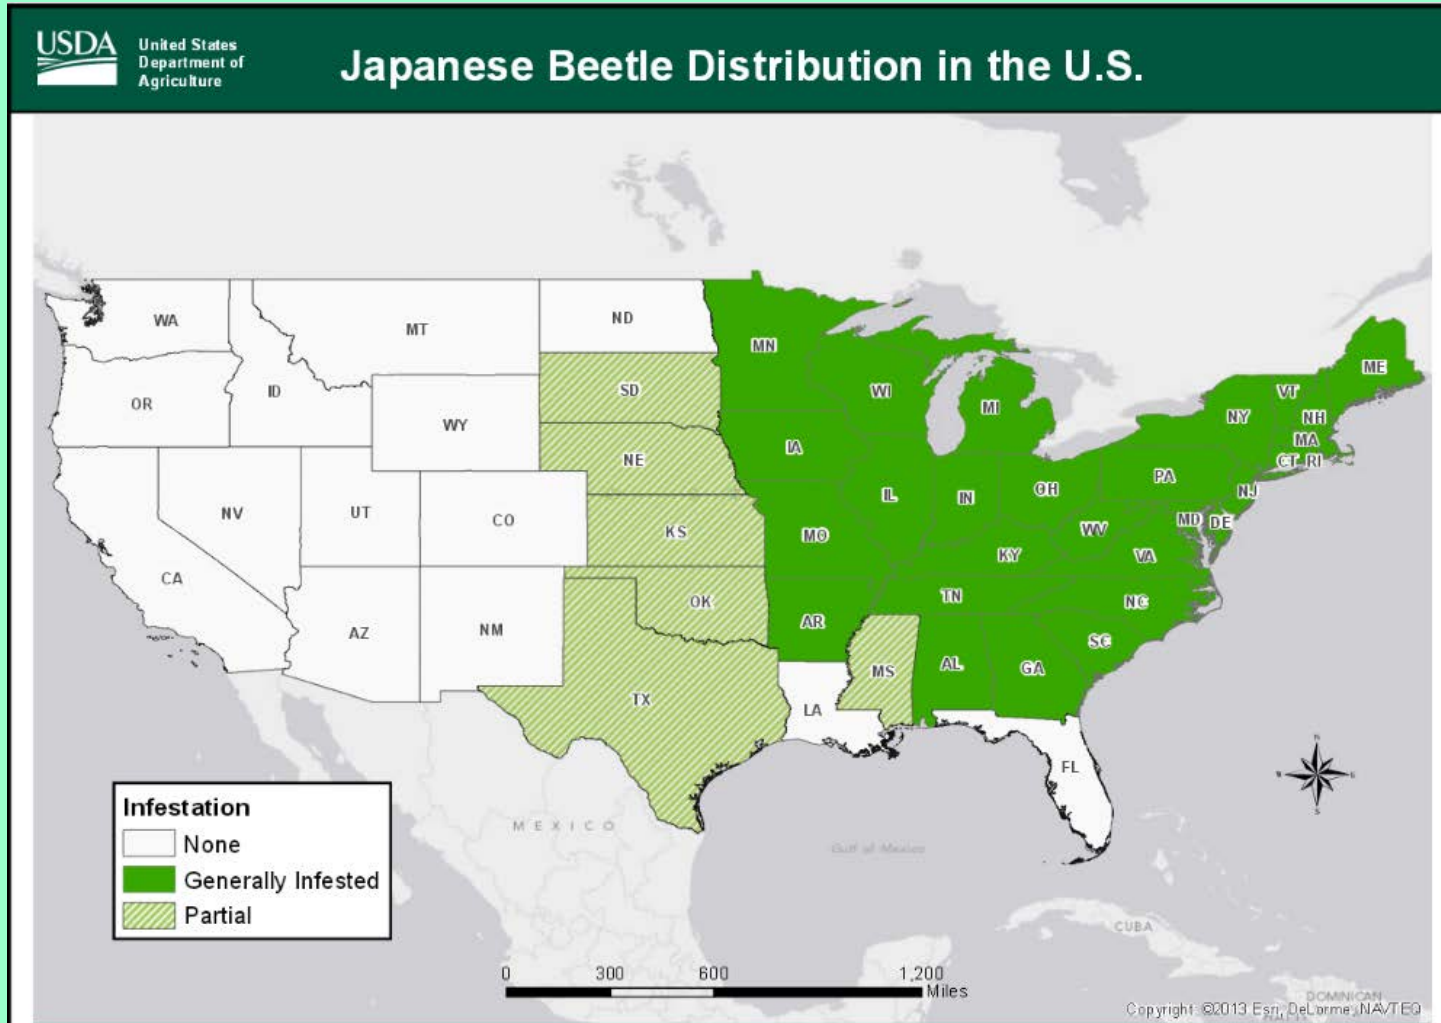 USDA
United States
Department of
Agriculture
Japanese Beetle Distribution in the U.S.
WA
MT
ND
MN
OR
ID
WY
SD
WI
MI
NY
VT
ME
NH
MA
CT RI
NV
UT
CO
NE
IA
IL
IN
OH
PA
NJ
CA
KS
MO
KY
WV
MD DE
VA
AZ
NM
OK
AR
TN
NC
SC
TX
LA
MS
AL
GA
FL
Infestation
None
Generally Infested
Partial
MEXICO
Gulf of Mexico
CUBA
DOMINICAN
N
E
S
0 300 600 1,200
Miles
Copyright: ©2013 Esri, DeLorme, NAVTEQ